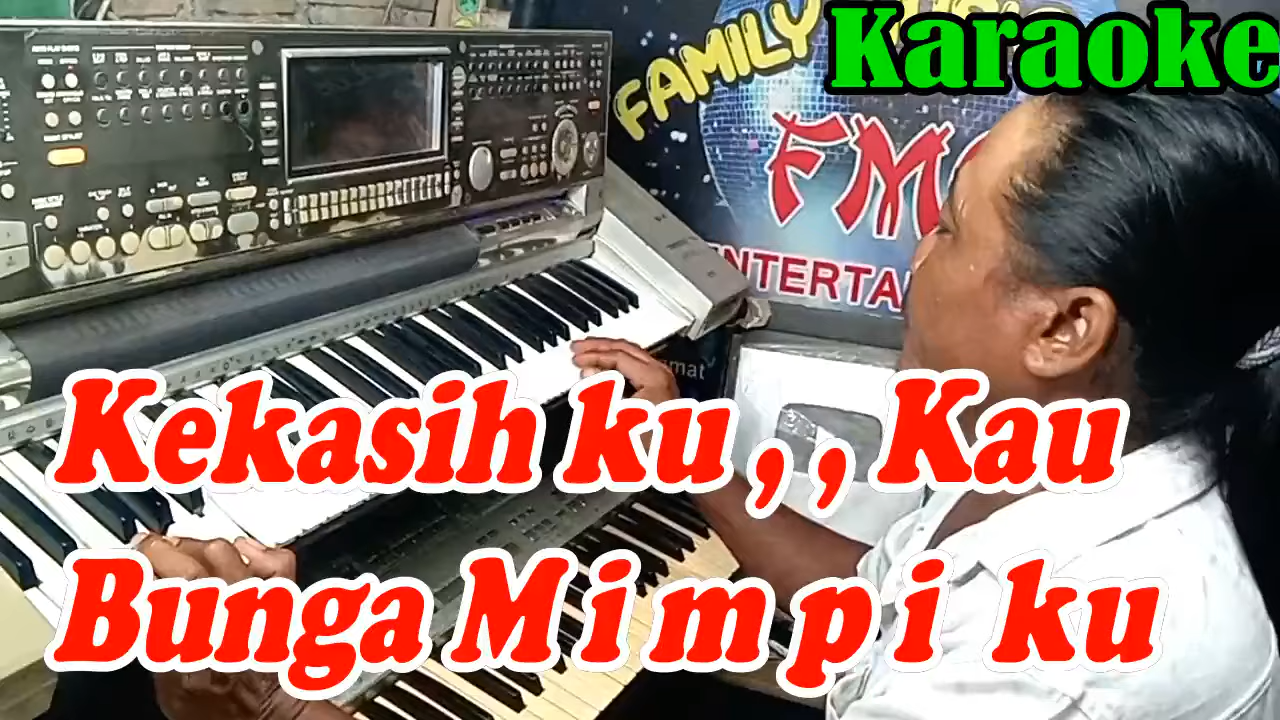 Karaoke
FAMILY
FMC
ENTERTA
Kekasih ku , , Kau
Bunga M i m p i ku